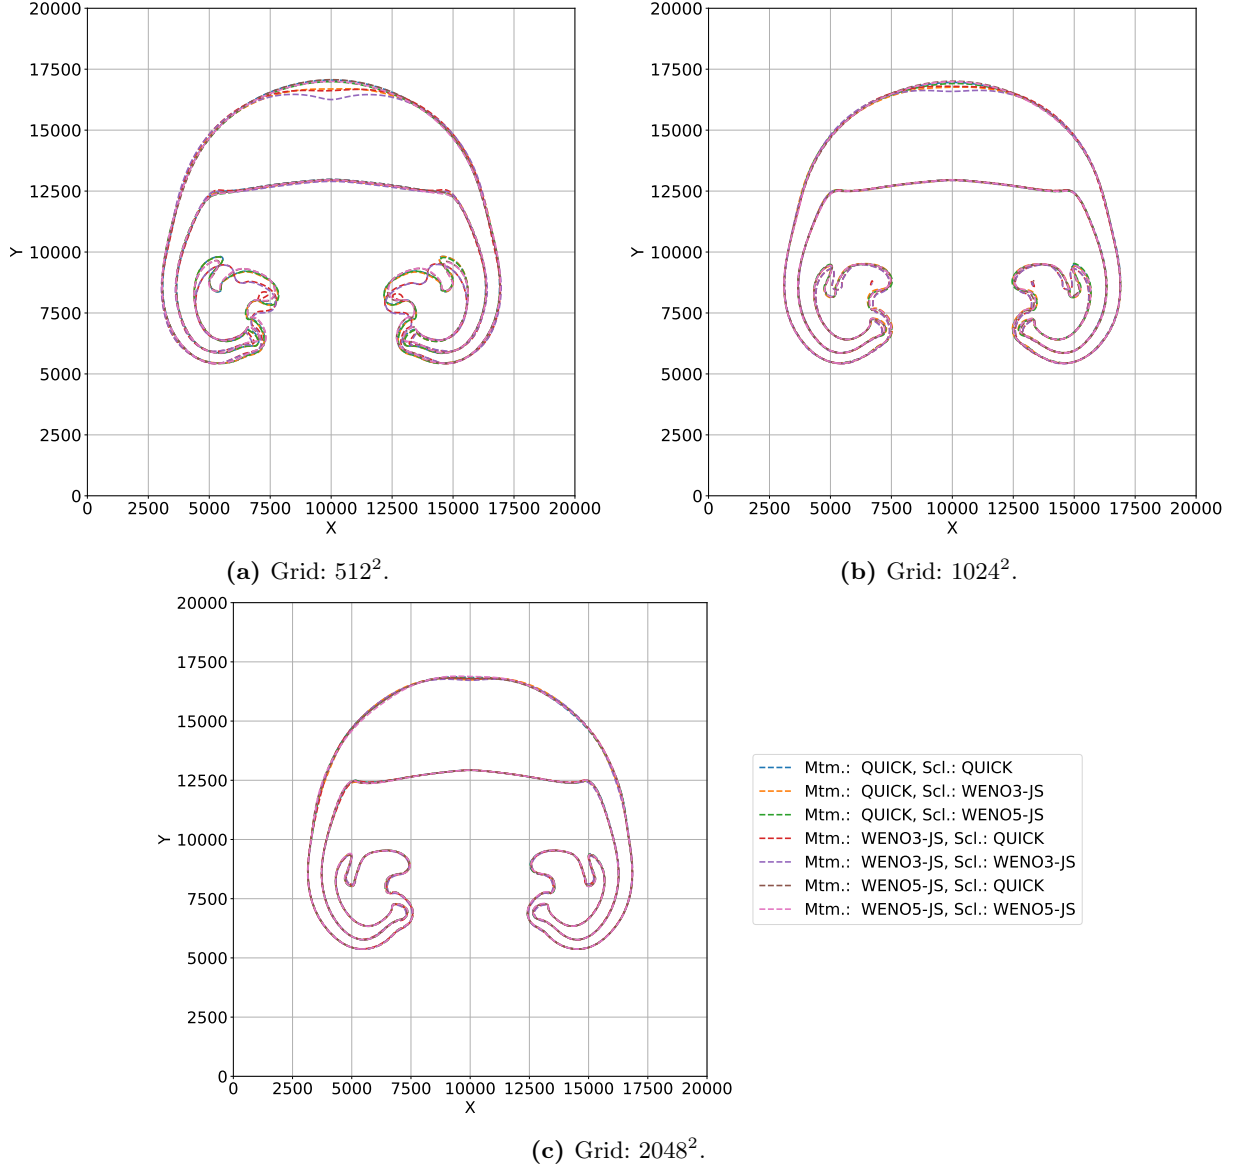 20000
17500
15000
12500
10000
7500
5000
2500
0
Y
0 2500 5000 7500 10000 12500 15000 17500 20000
X
(a) Grid: 512².
20000
17500
15000
12500
10000
7500
5000
2500
0
Y
0 2500 5000 7500 10000 12500 15000 17500 20000
X
(b) Grid: 1024².
20000
17500
15000
12500
10000
7500
5000
2500
0
Y
0 2500 5000 7500 10000 12500 15000 17500 20000
X
Mtm.: QUICK, Scl.: QUICK
Mtm.: QUICK, Scl.: WENO3-JS
Mtm.: QUICK, Scl.: WENO5-JS
Mtm.: WENO3-JS, Scl.: QUICK
Mtm.: WENO3-JS, Scl.: WENO3-JS
Mtm.: WENO5-JS, Scl.: QUICK
Mtm.: WENO5-JS, Scl.: WENO5-JS
(c) Grid: 2048².